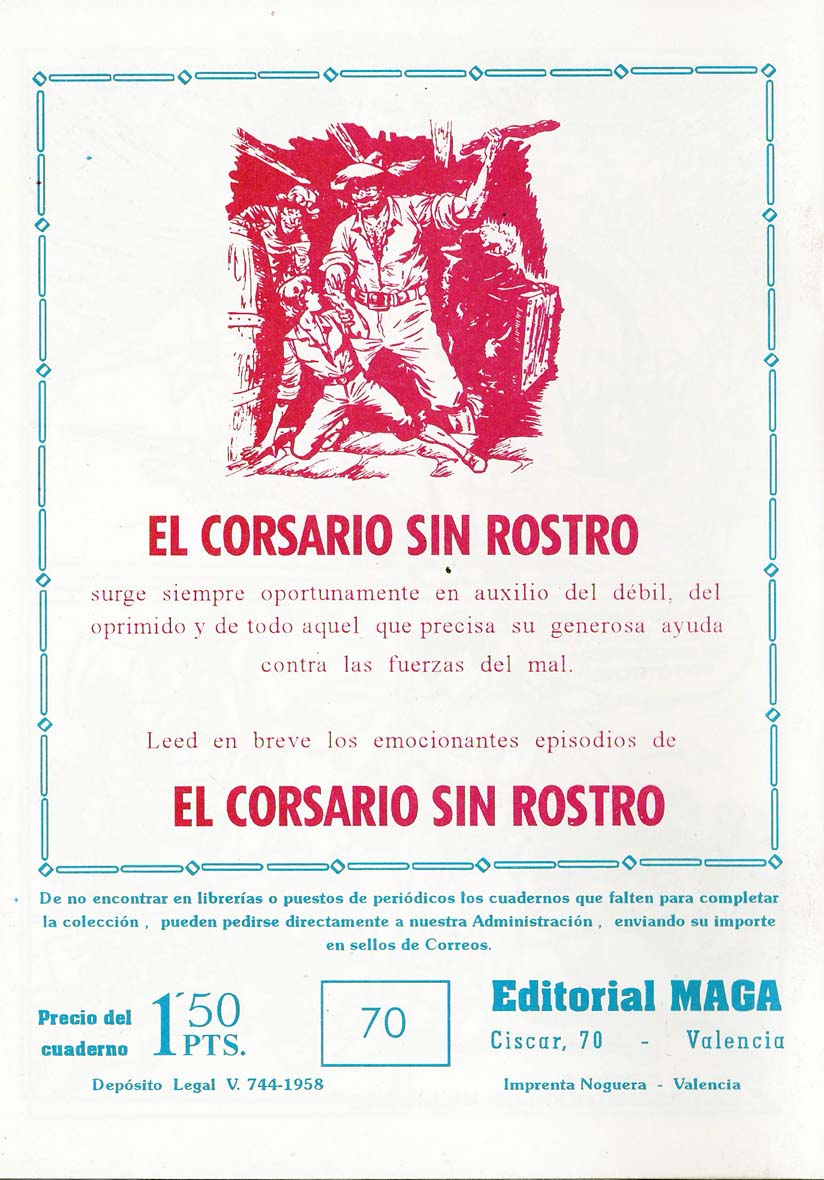 EL CORSARIO SIN ROSTRO
surge siempre oportunamente en auxilio del débil, del
oprimido y de todo aquel que precisa su generosa ayuda
contra las fuerzas del mal.
Leed en breve los emocionantes episodios de
EL CORSARIO SIN ROSTRO
De no encontrar en librerías o puestos de periódicos los cuadernos que falten para completar
la colección , pueden pedirse directamente a nuestra Administración , enviando su importe
en sellos de Correos.
Precio del
cuaderno
1'50
PTS.
70
Editorial MAGA
Ciscar, 70 - Valencia
Depósito Legal V. 744-1958
Imprenta Noguera - Valencia